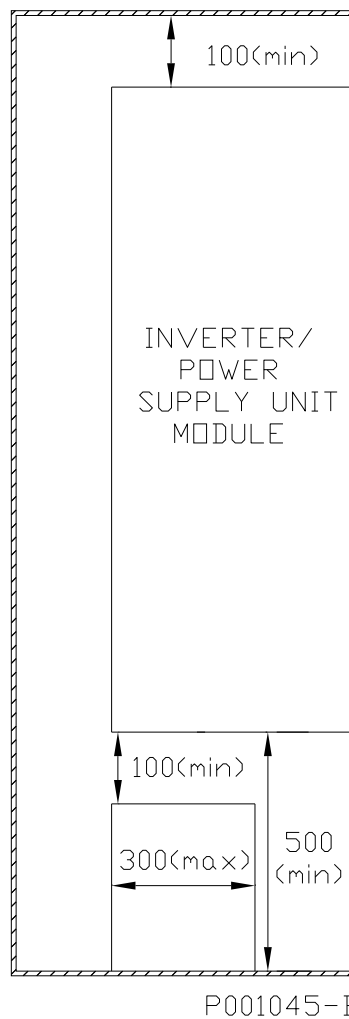 100(min)
INVERTER/
POWER
SUPPLY UNIT
MODULE
100(min)
300(max)
500
(min)